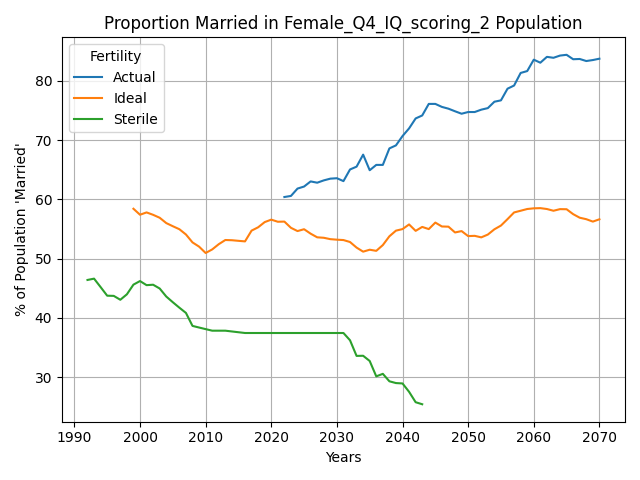 Proportion Married in Female_Q4_IQ_scoring_2 Population
Fertility
Actual
Ideal
Sterile
% of Population 'Married'
80
70
60
50
40
30
1990 2000 2010 2020 2030 2040 2050 2060 2070
Years